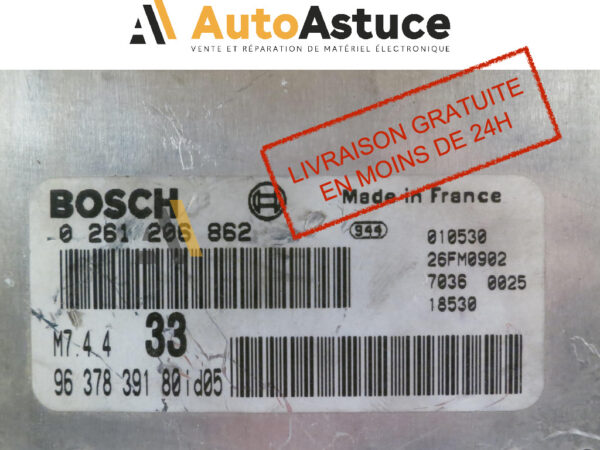 AutoAstuce
VENTE ET RÉPARATION DE MATÉRIEL ÉLECTRONIQUE
LIVRAISON GRATUITE
EN MOINS DE 24H
BOSCH
Made in France
0 261 206 862
944
010530
26FM0902
7036 0025
18530
M7.4 4
33
96 378 391 80 id05